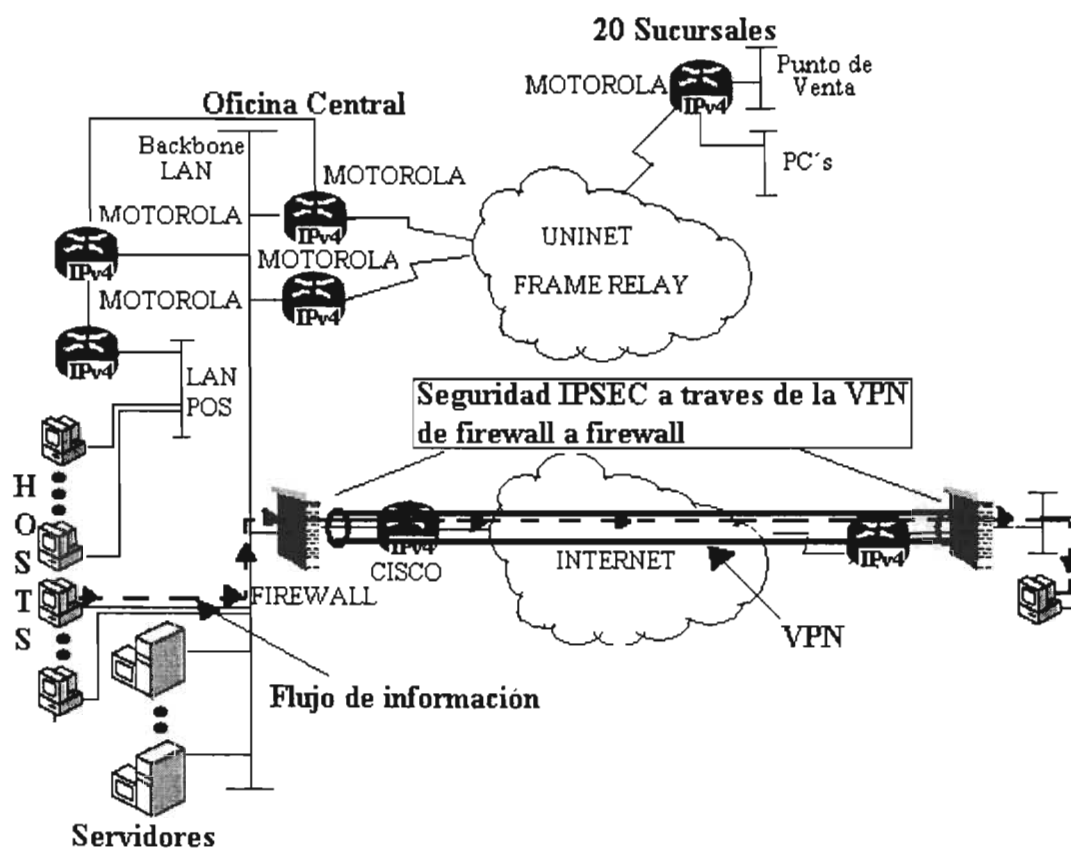 20 Sucursales
MOTOROLA
IPv4
Punto de
Venta
PC´s
Oficina Central
Backbone
LAN
MOTOROLA
MOTOROLA
IPv4
UNINET
FRAME RELAY
IPv4
MOTOROLA
MOTOROLA
IPv4
IPv4
LAN
POS
Seguridad IPSEC a traves de la VPN
de firewall a firewall
HOSTS
IPv4
CISCO
INTERNET
IPv4
FIREWALL
VPN
Flujo de información
Servidores